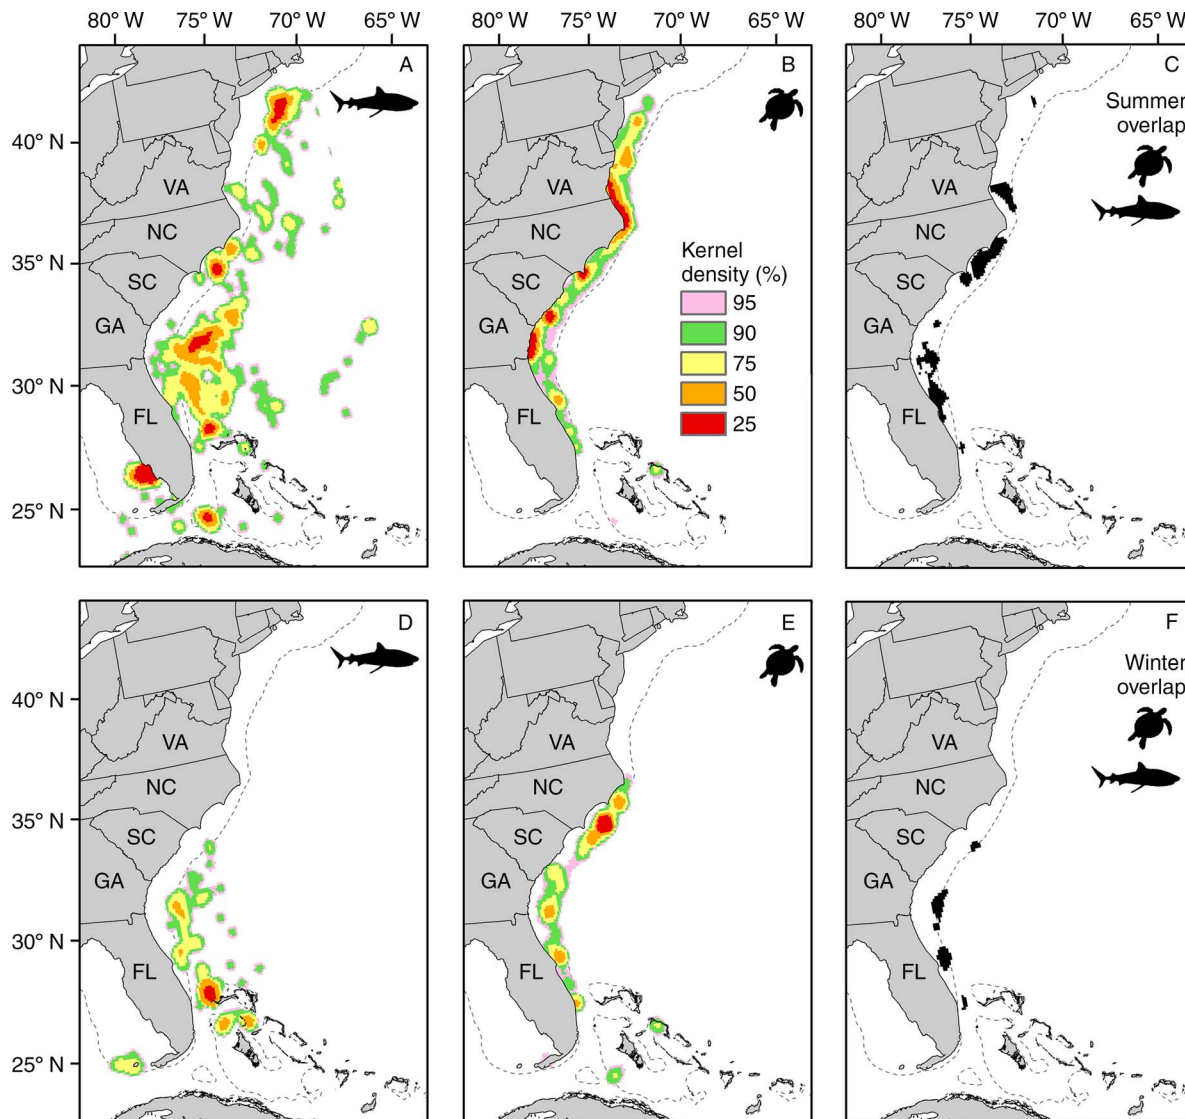 80° W 75° W 70° W 65° W
80° W 75° W 70° W 65° W
80° W 75° W 70° W 65° W
A
B
C
Summer
overlap
40° N
35° N
30° N
25° N
VA
NC
SC
GA
FL
VA
NC
SC
GA
FL
Kernel
density (%)
95
90
75
50
25
VA
NC
SC
GA
FL
D
E
F
Winter
overlap
40° N
35° N
30° N
25° N
VA
NC
SC
GA
FL
VA
NC
SC
GA
FL
VA
NC
SC
GA
FL